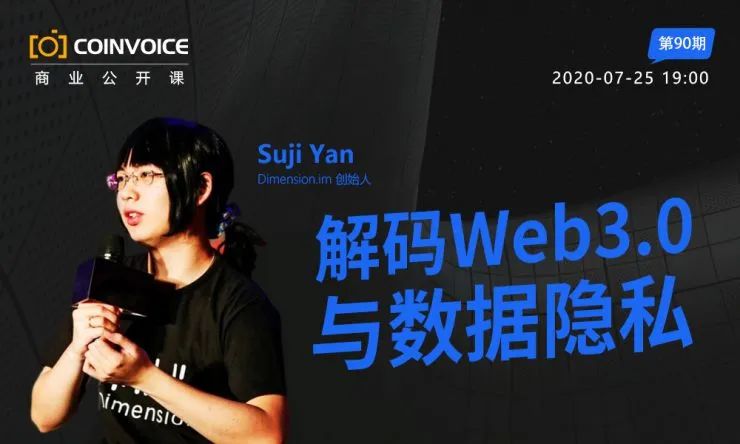 COINVOICE
商业公开课
第90期
2020-07-25 19:00
Suji Yan
Dimension.im 创始人
解码Web3.0
与数据隐私
Dimension